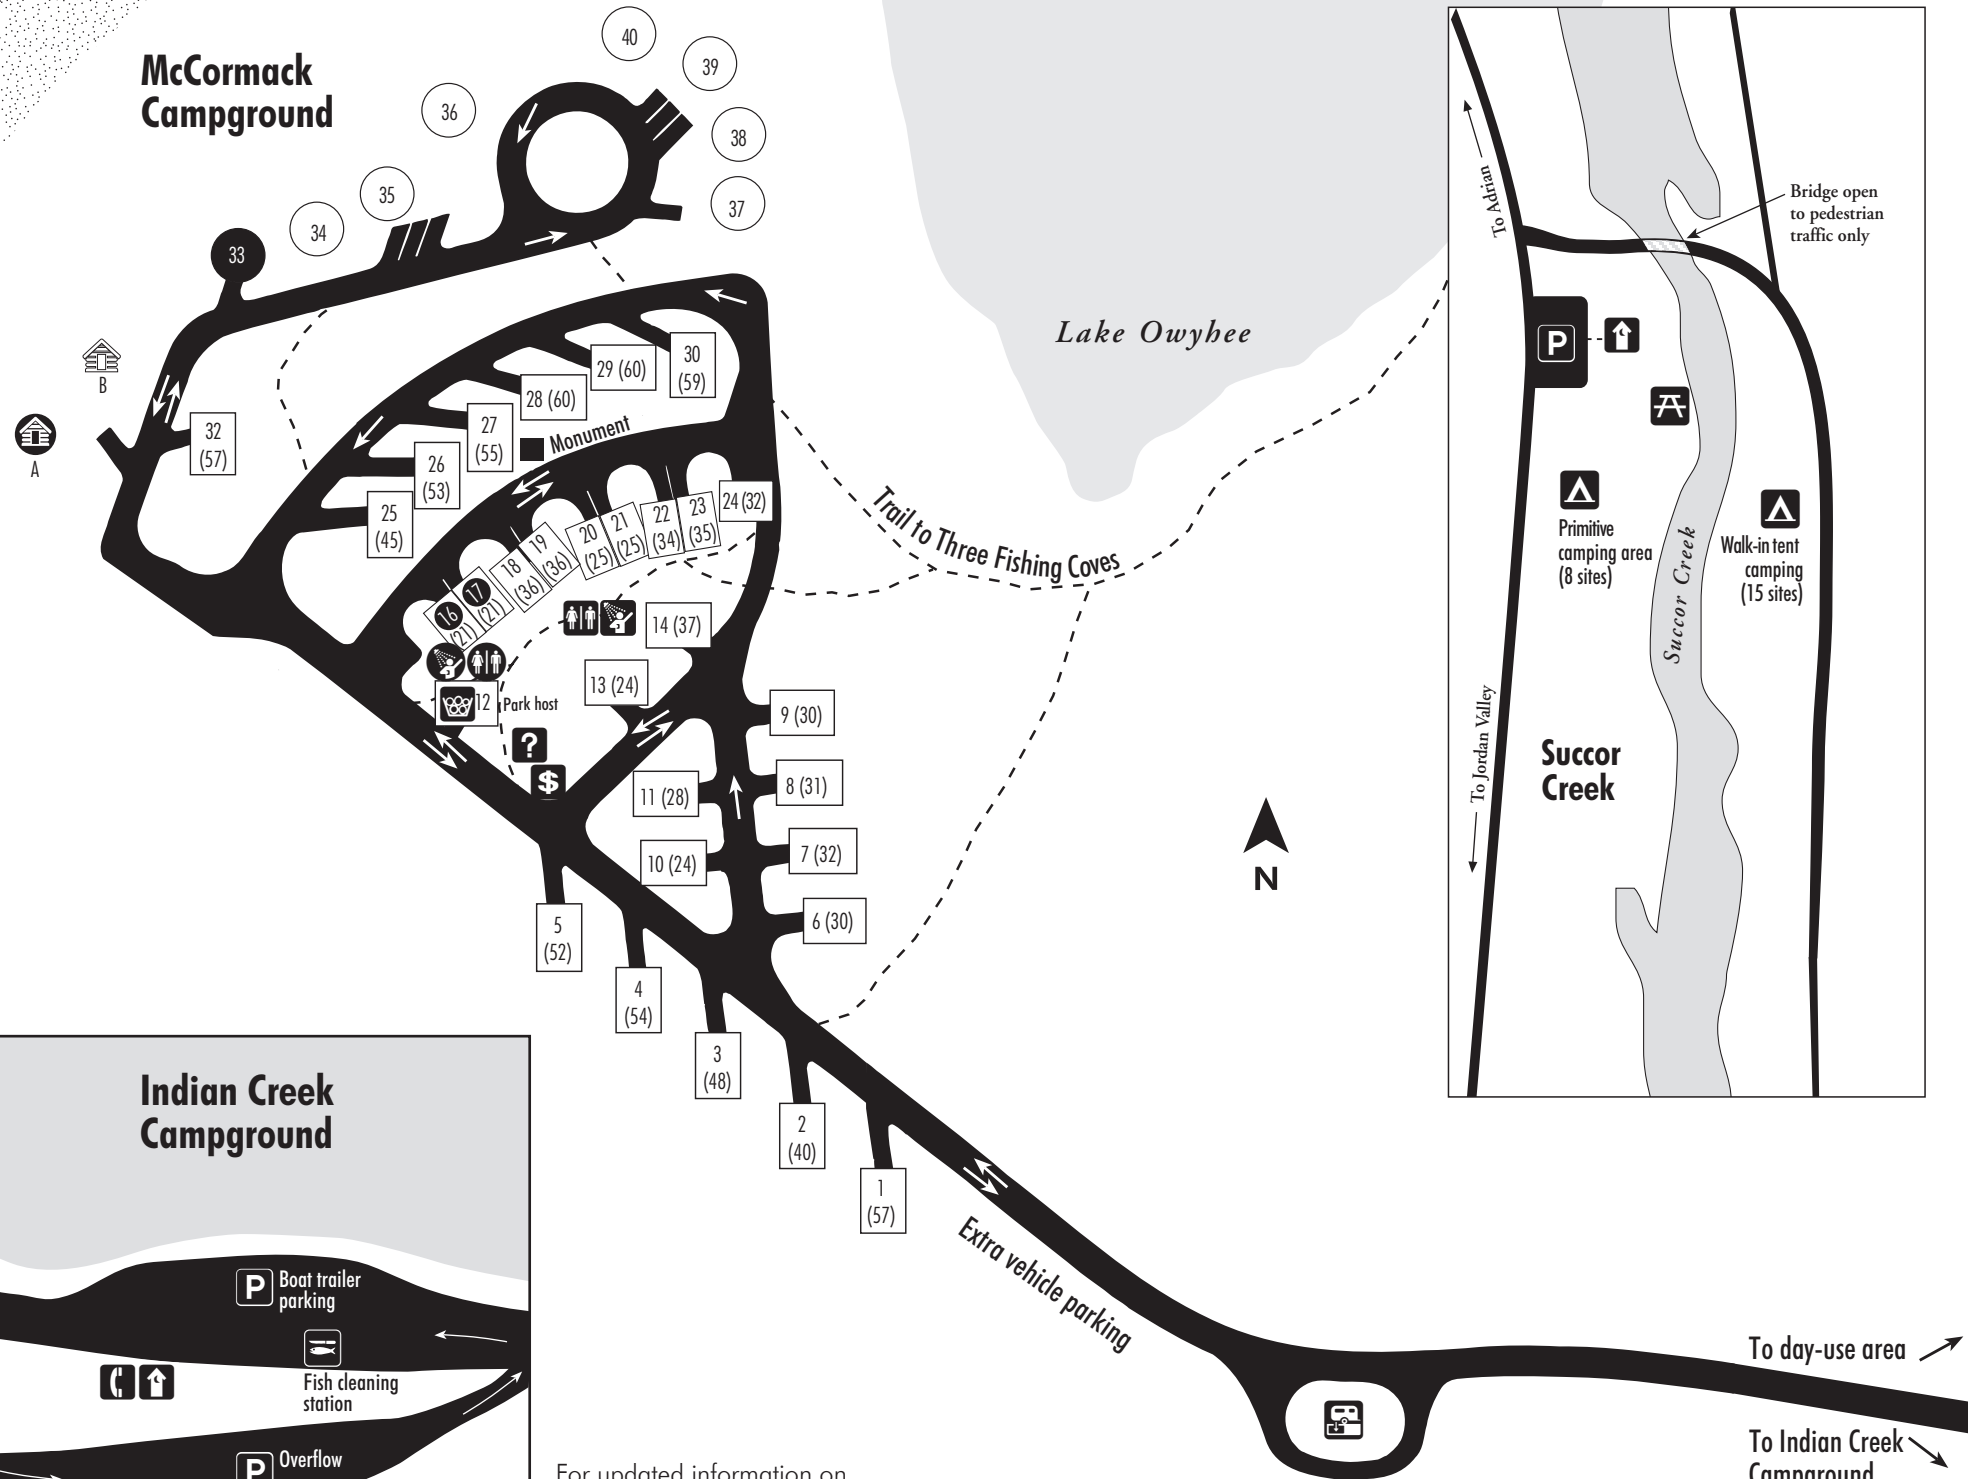 McCormack
Campground
40
39
38
37
36
35
34
33
B
A
32
(57)
30
(59)
29 (60)
28 (60)
27
(55)
26
(53)
25
(45)
Monument
24 (32)
23
(35)
22
(34)
21
(25)
20
(25)
19
(36)
18
(36)
17
(21)
16
(21)
14 (37)
13 (24)
12
Park host
?
$
11 (28)
10 (24)
9 (30)
8 (31)
7 (32)
6 (30)
5
(52)
4
(54)
3
(48)
2
(40)
1
(57)
Lake Owyhee
Trail to Three Fishing Coves
N
Extra vehicle parking
To day-use area
To Indian Creek
Campground
To Adrian
Bridge open
to pedestrian
traffic only
P
Primitive
camping area
(8 sites)
Walk-in tent
camping
(15 sites)
Succor Creek
To Jordan Valley
Succor
Creek
Indian Creek
Campground
P
Boat trailer
parking
Fish cleaning
station
P
Overflow
For updated information on